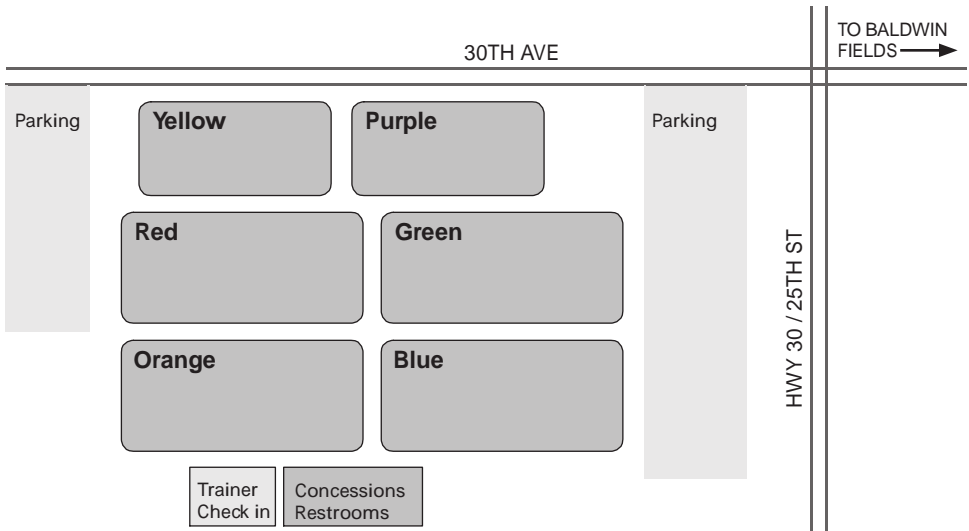 TO BALDWIN
FIELDS
30TH AVE
Parking
Yellow
Purple
Parking
Red
Green
HWY 30 / 25TH ST
Orange
Blue
Trainer
Check in
Concessions
Restrooms